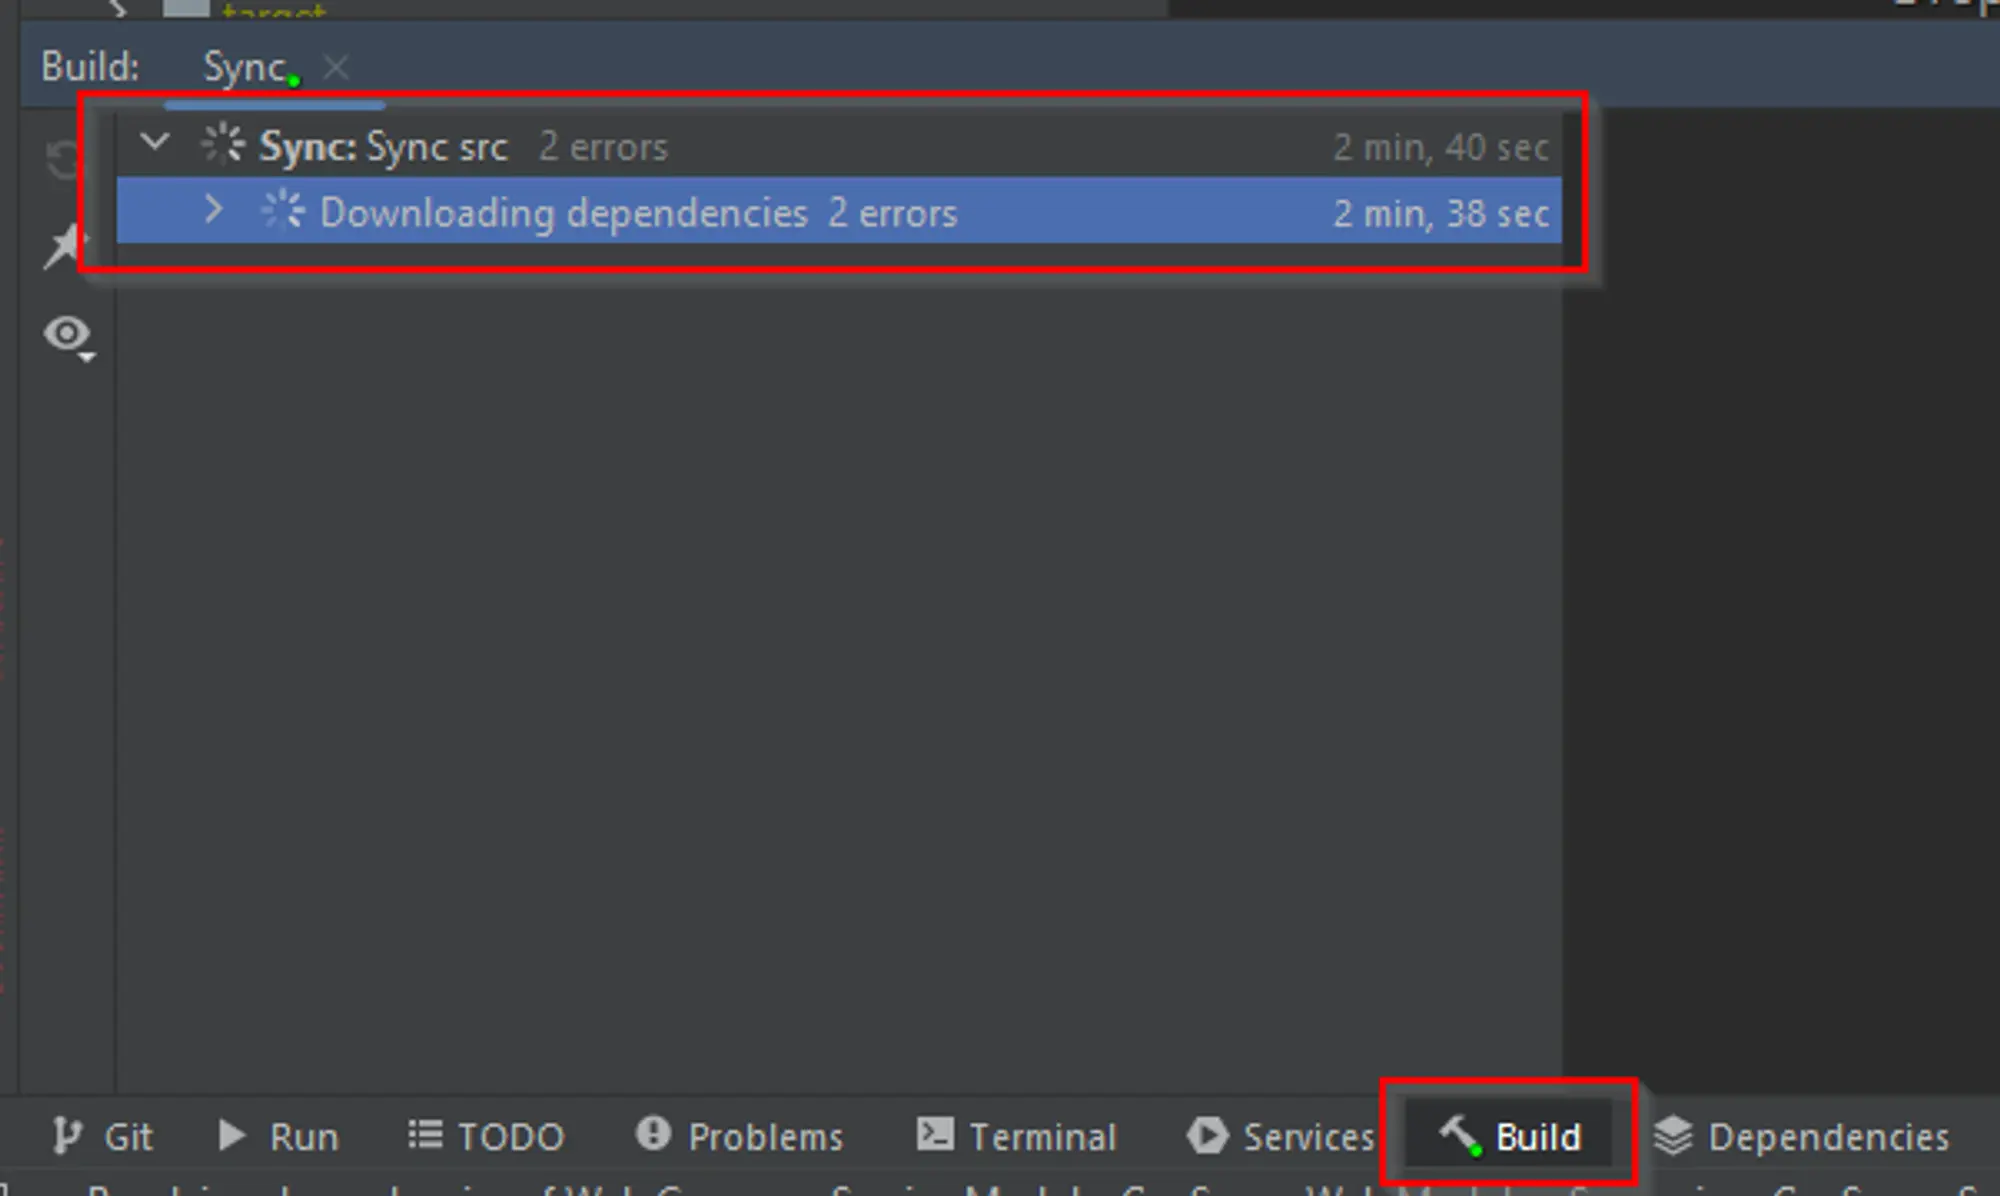 target
Build: Sync
Sync: Sync src 2 errors 2 min, 40 sec
Downloading dependencies 2 errors 2 min, 38 sec
Git Run TODO Problems Terminal Services Build Dependencies